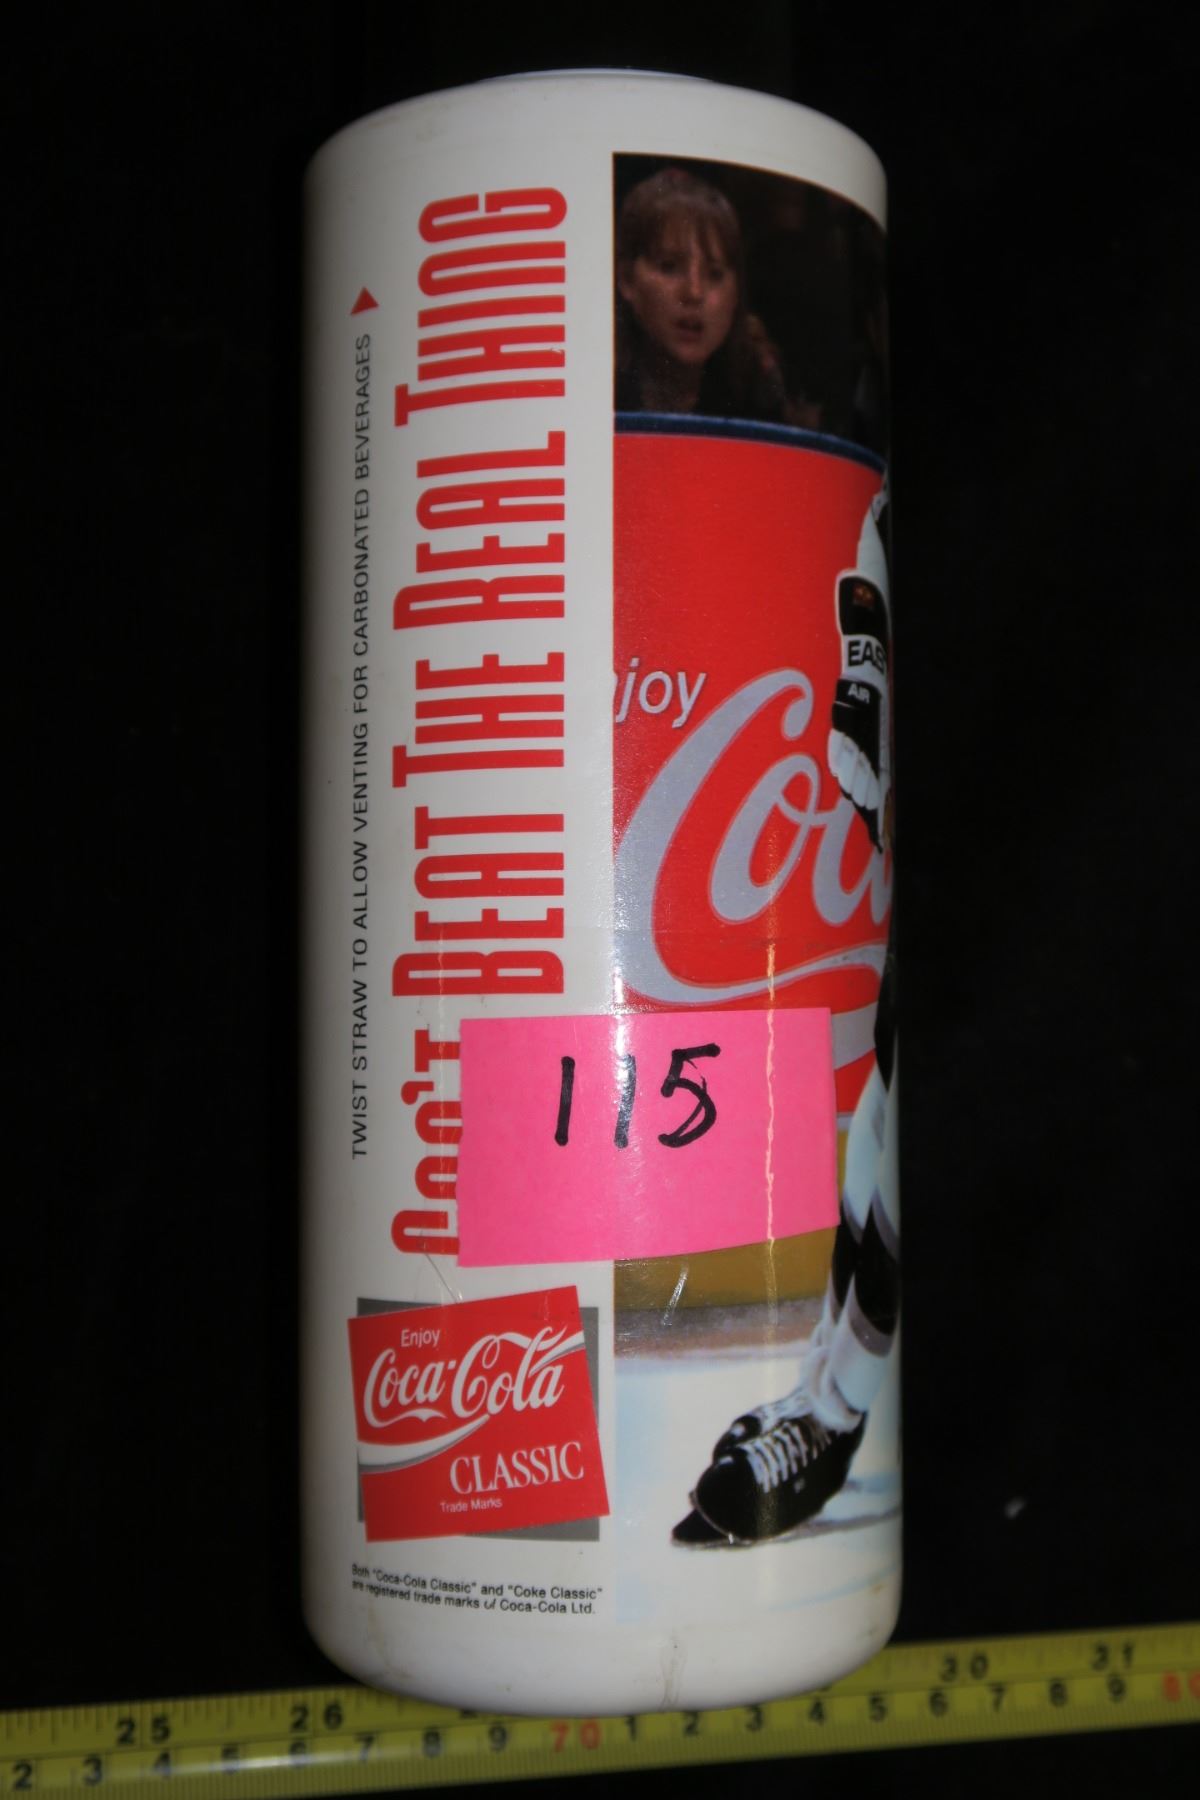 TWIST STRAW TO ALLOW VENTING FOR CARBONATED BEVERAGES
BEAT THE REAL THING
115
Enjoy
Coca-Cola
CLASSIC
Trade Marks
Both "Coca-Cola Classic" and "Coke Classic"
are registered trade marks of Coca-Cola Ltd.
njoy
Coca
EAS
AIR
25 26 30 31
2 3 4 5 6 7 8 9 70 1 2 3 4 5 6 7 8 9 80